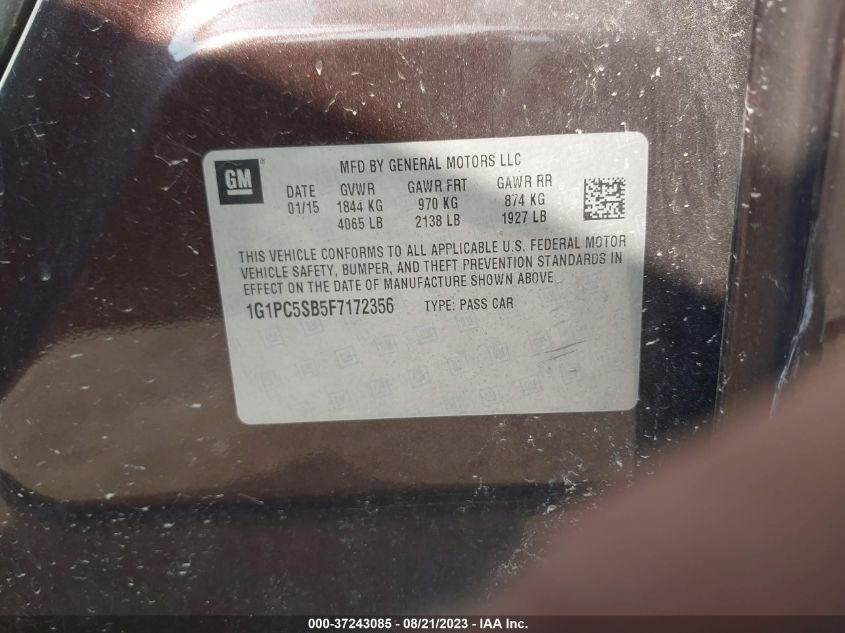 GM ®
MFD BY GENERAL MOTORS LLC
DATE GVWR GAWR FRT GAWR RR
01/15 1844 KG 970 KG 874 KG
4065 LB 2138 LB 1927 LB
THIS VEHICLE CONFORMS TO ALL APPLICABLE U.S. FEDERAL MOTOR
VEHICLE SAFETY, BUMPER, AND THEFT PREVENTION STANDARDS IN
EFFECT ON THE DATE OF MANUFACTURE SHOWN ABOVE.
1G1PC5SB5F7172356 TYPE: PASS CAR
000-37243085 - 08/21/2023 - IAA Inc.